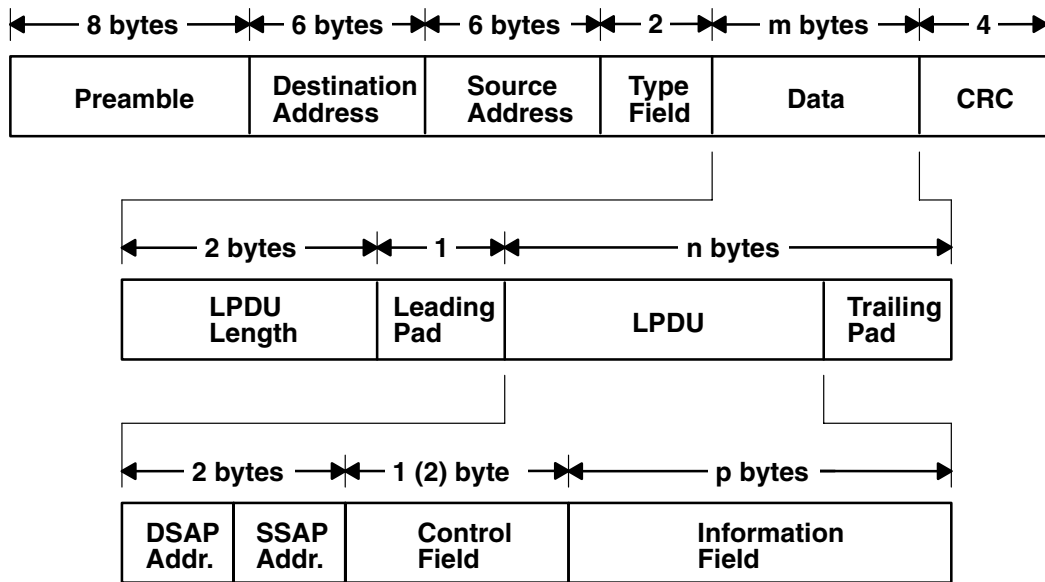 8 bytes 6 bytes 6 bytes 2 m bytes 4
Preamble Destination Address Source Address Type Field Data CRC
2 bytes 1 n bytes
LPDU Length Leading Pad LPDU Trailing Pad
2 bytes 1 (2) byte p bytes
DSAP Addr. SSAP Addr. Control Field Information Field